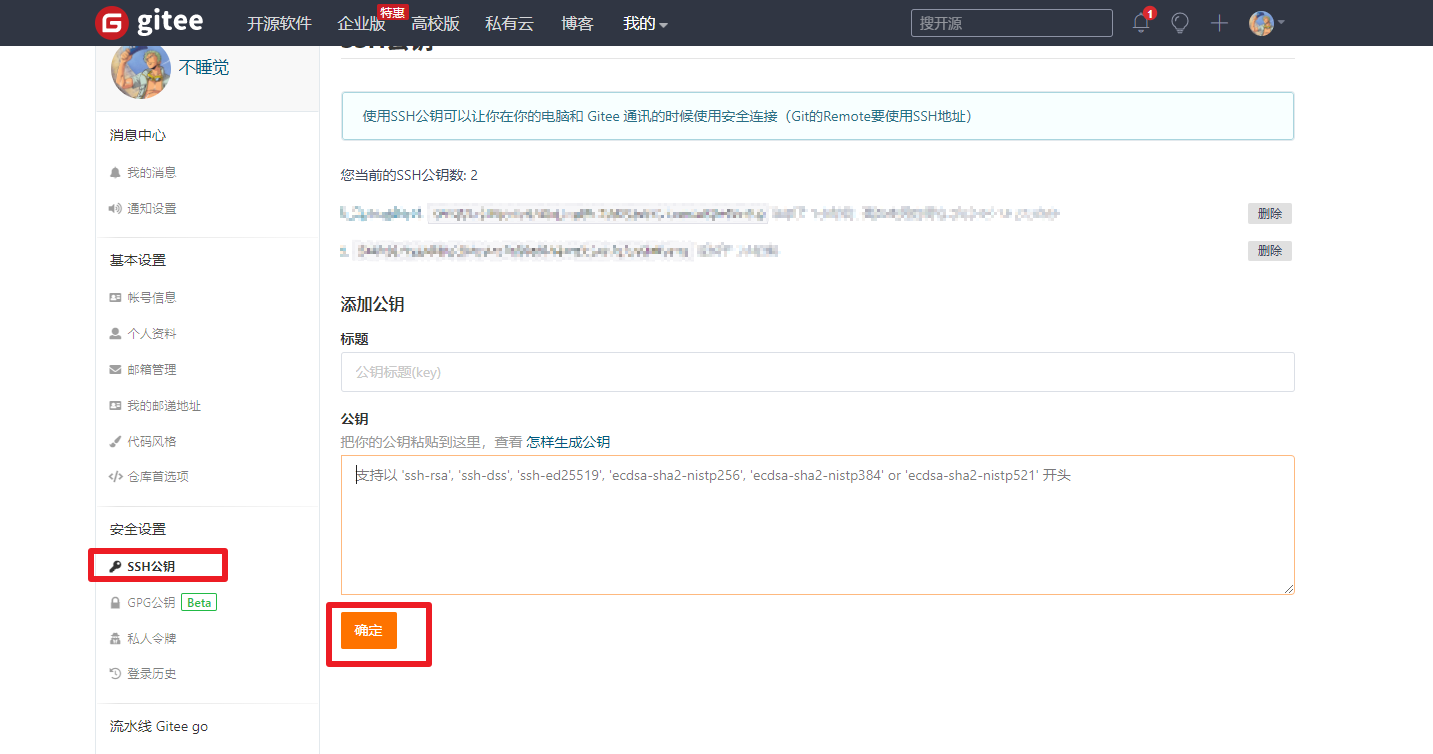 gitee 开源软件 企业版 特惠 高校版 私有云 博客 我的 搜开源 1
不睡觉
消息中心
我的消息
通知设置
基本设置
帐号信息
个人资料
邮箱管理
我的邮递地址
代码风格
仓库首选项
安全设置
SSH公钥
GPG公钥 Beta
私人令牌
登录历史
流水线 Gitee go
SSH公钥
使用SSH公钥可以让你在你的电脑和 Gitee 通讯的时候使用安全连接（Git的Remote要使用SSH地址）
您当前的SSH公钥数: 2
删除
删除
添加公钥
标题
公钥标题(key)
公钥
把你的公钥粘贴到这里，查看 怎样生成公钥
支持以 'ssh-rsa', 'ssh-dss', 'ssh-ed25519', 'ecdsa-sha2-nistp256', 'ecdsa-sha2-nistp384' or 'ecdsa-sha2-nistp521' 开头
确定